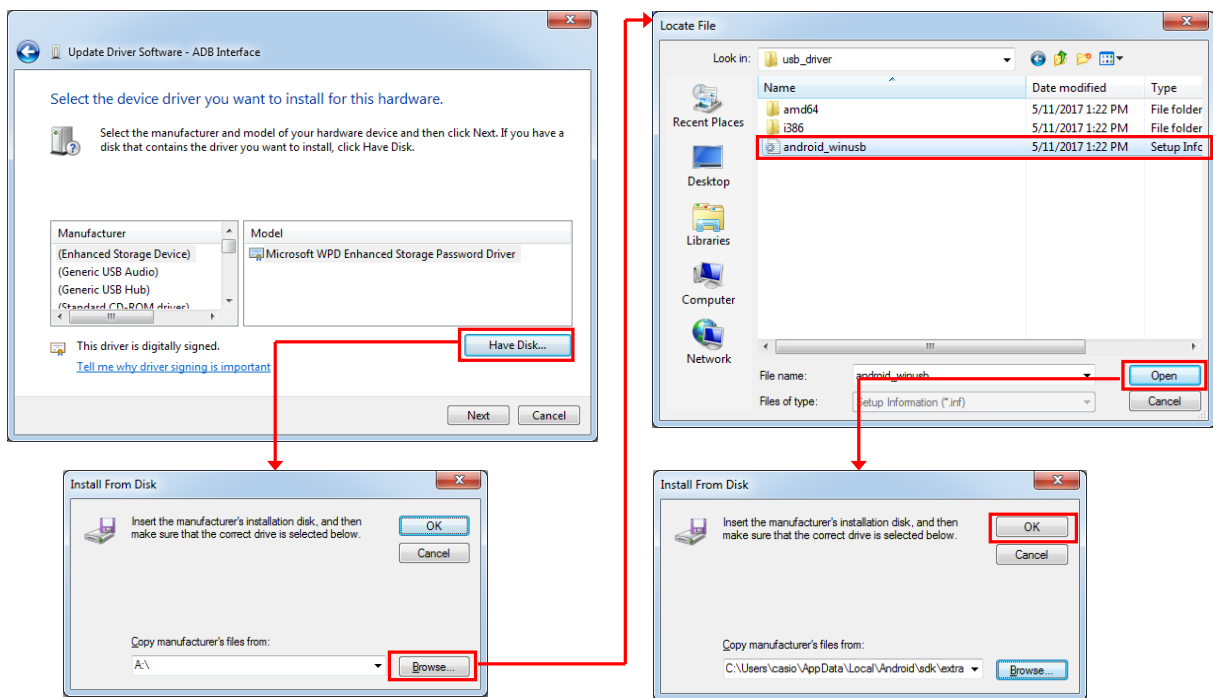 Update Driver Software - ADB Interface
Select the device driver you want to install for this hardware.
Select the manufacturer and model of your hardware device and then click Next. If you have a
disk that contains the driver you want to install, click Have Disk.
Manufacturer
(Enhanced Storage Device)
(Generic USB Audio)
(Generic USB Hub)
(Standard CD-ROM driver)
Model
Microsoft WPD Enhanced Storage Password Driver
This driver is digitally signed.
Tell me why driver signing is important
Have Disk...
Next
Cancel
Install From Disk
Insert the manufacturer's installation disk, and then
make sure that the correct drive is selected below.
OK
Cancel
Copy manufacturer's files from:
A:\
Browse...
Locate File
Look in:
usb_driver
Recent Places
Desktop
Libraries
Computer
Network
Name Date modified Type
amd64 5/11/2017 1:22 PM File folder
i386 5/11/2017 1:22 PM File folder
android_winusb 5/11/2017 1:22 PM Setup Infc
File name: android_winusb
Open
Files of type: Setup Information (*.inf)
Cancel
Install From Disk
Insert the manufacturer's installation disk, and then
make sure that the correct drive is selected below.
OK
Cancel
Copy manufacturer's files from:
C:\Users\casio\AppData\Local\Android\sdk\extra
Browse...